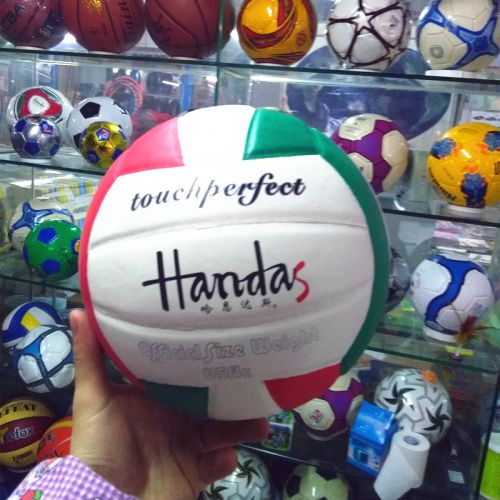 touchperfect
Handas
哈恩达斯®
Official Size Weight